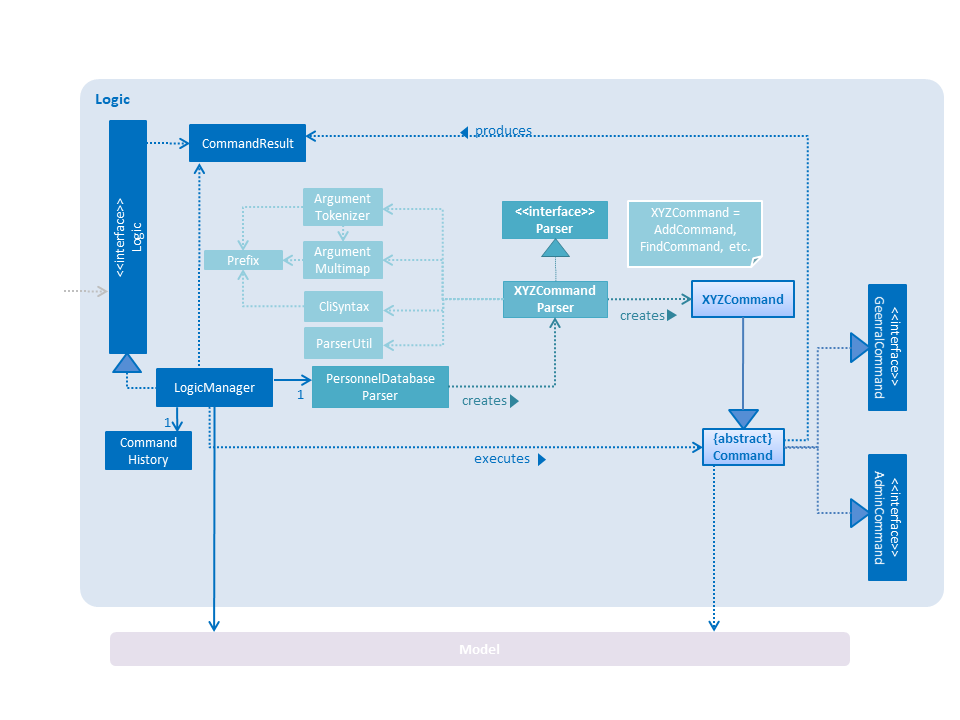 Logic
produces
CommandResult
<<interface>>
Logic
Argument
Tokenizer
<<interface>>
Parser
XYZCommand =
AddCommand,
FindCommand, etc.
Prefix
Argument
Multimap
CliSyntax
XYZCommand
Parser
creates
XYZCommand
ParserUtil
<<interface>>
GeenralCommand
LogicManager
1
PersonnelDatabase
Parser
creates
1
Command
History
executes
{abstract}
Command
<<interface>>
AdminCommand
Model